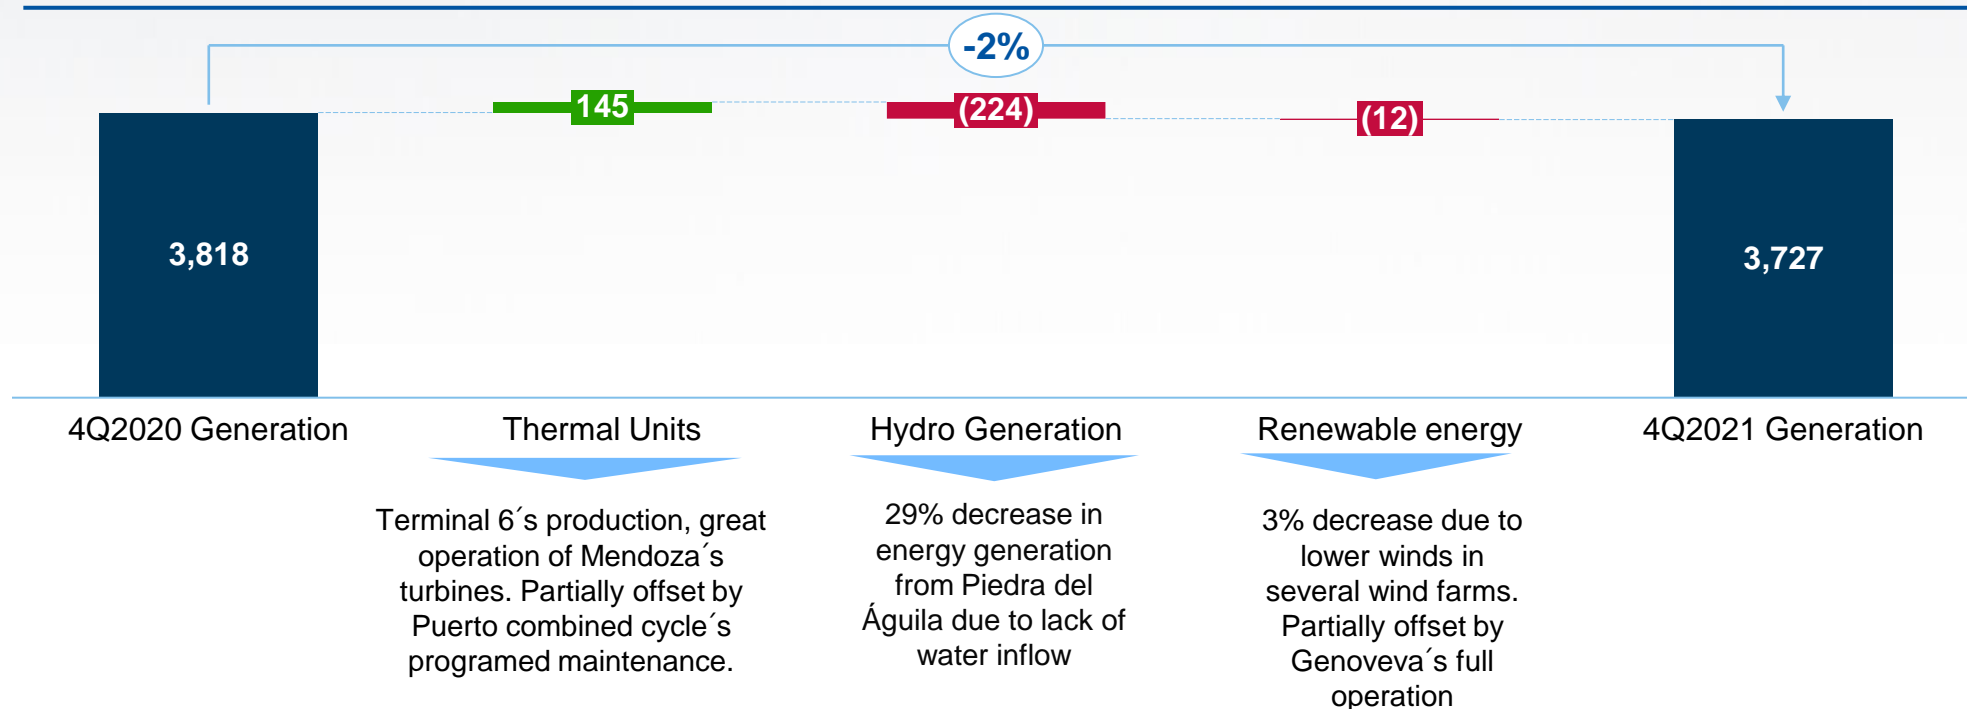 -2%
145
(224)
(12)
3,818
3,727
4Q2020 Generation
Thermal Units
Hydro Generation
Renewable energy
4Q2021 Generation
Terminal 6´s production, great
operation of Mendoza´s
turbines. Partially offset by
Puerto combined cycle´s
programed maintenance.
29% decrease in
energy generation
from Piedra del
Águila due to lack of
water inflow
3% decrease due to
lower winds in
several wind farms.
Partially offset by
Genoveva´s full
operation